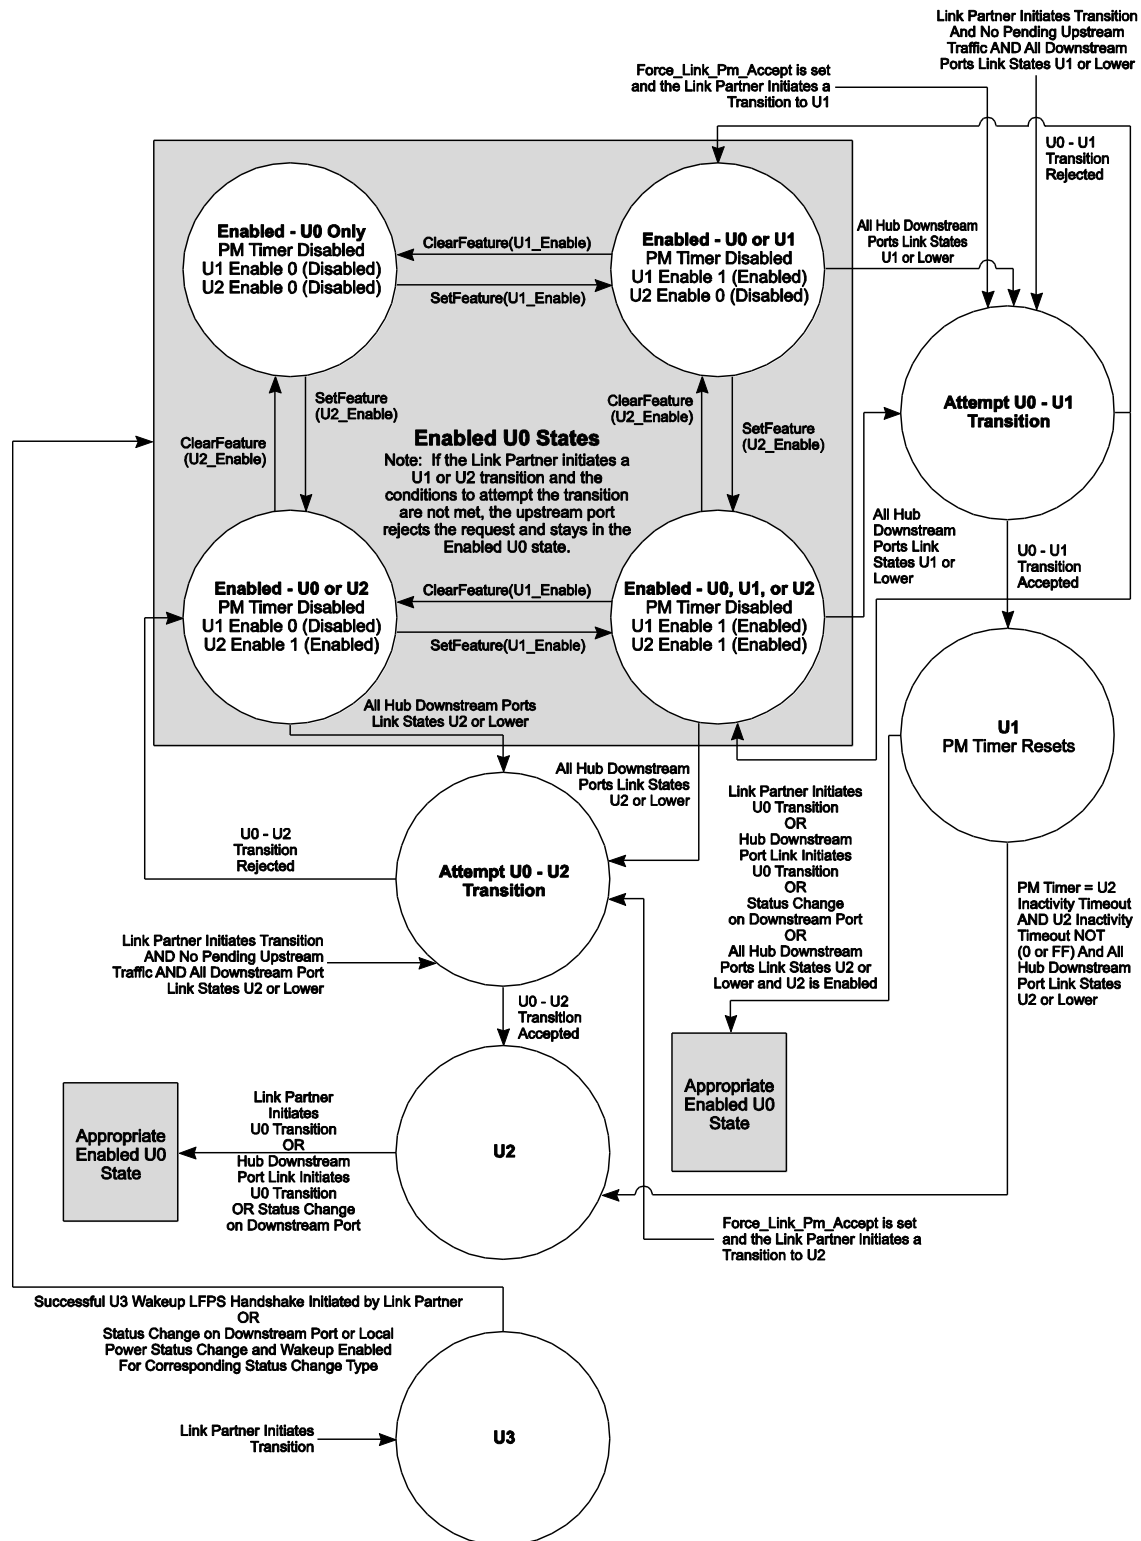 Link Partner Initiates Transition
And No Pending Upstream
Traffic AND All Downstream
Ports Link States U1 or Lower
Force_Link_Pm_Accept is set
and the Link Partner Initiates a
Transition to U1
U0 - U1
Transition
Rejected
Enabled - U0 Only
PM Timer Disabled
U1 Enable 0 (Disabled)
U2 Enable 0 (Disabled)
ClearFeature(U1_Enable)
SetFeature(U1_Enable)
Enabled - U0 or U1
PM Timer Disabled
U1 Enable 1 (Enabled)
U2 Enable 0 (Disabled)
All Hub Downstream
Ports Link States
U1 or Lower
Attempt U0 - U1
Transition
SetFeature
(U2_Enable)
ClearFeature
(U2_Enable)
ClearFeature
(U2_Enable)
SetFeature
(U2_Enable)
Enabled U0 States
Note: If the Link Partner initiates a
U1 or U2 transition and the
conditions to attempt the transition
are not met, the upstream port
rejects the request and stays in the
Enabled U0 state.
All Hub
Downstream
Ports Link
States U1 or
Lower
U0 - U1
Transition
Accepted
Enabled - U0 or U2
PM Timer Disabled
U1 Enable 0 (Disabled)
U2 Enable 1 (Enabled)
ClearFeature(U1_Enable)
SetFeature(U1_Enable)
Enabled - U0, U1, or U2
PM Timer Disabled
U1 Enable 1 (Enabled)
U2 Enable 1 (Enabled)
U1
PM Timer Resets
All Hub Downstream Ports
Link States U2 or Lower
All Hub Downstream
Ports Link States
U2 or Lower
Link Partner Initiates
U0 Transition
OR
Hub Downstream
Port Link Initiates
U0 Transition
OR
Status Change
on Downstream Port
OR
All Hub Downstream
Ports Link States U2 or
Lower and U2 is Enabled
U0 - U2
Transition
Rejected
Attempt U0 - U2
Transition
PM Timer = U2
Inactivity Timeout
AND U2 Inactivity
Timeout NOT
(0 or FF) And All
Hub Downstream
Port Link States
U2 or Lower
Link Partner Initiates Transition
AND No Pending Upstream
Traffic AND All Downstream Port
Link States U2 or Lower
U0 - U2
Transition
Accepted
Appropriate
Enabled U0
State
Appropriate
Enabled U0
State
Link Partner
Initiates
U0 Transition
OR
Hub Downstream
Port Link Initiates
U0 Transition
OR Status Change
on Downstream Port
U2
Force_Link_Pm_Accept is set
and the Link Partner Initiates a
Transition to U2
Successful U3 Wakeup LFPS Handshake Initiated by Link Partner
OR
Status Change on Downstream Port or Local
Power Status Change and Wakeup Enabled
For Corresponding Status Change Type
Link Partner Initiates
Transition
U3